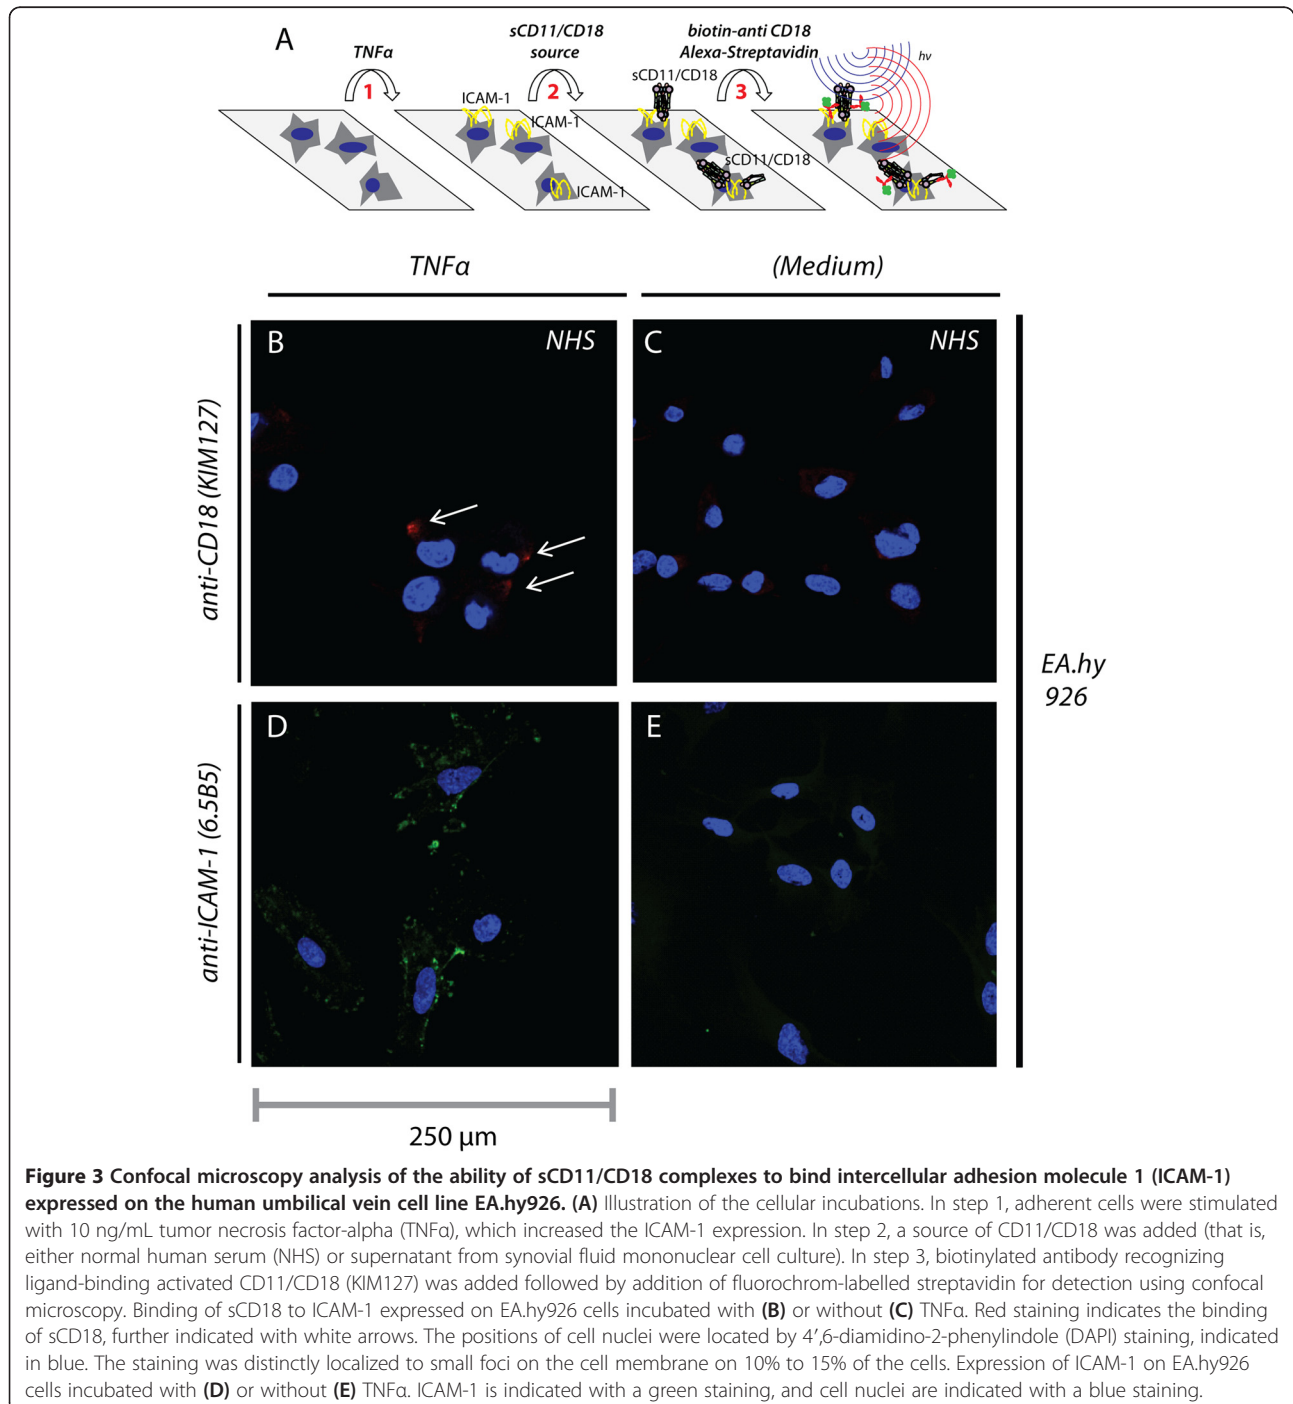 A
TNFα
sCD11/CD18
source
biotin-anti CD18
Alexa-Streptavidin
hν
1
2
3
ICAM-1
ICAM-1
ICAM-1
sCD11/CD18
sCD11/CD18
TNFα
(Medium)
B
NHS
C
NHS
anti-CD18 (KIM127)
EA.hy
926
D
E
anti-ICAM-1 (6.5B5)
250 μm
Figure 3 Confocal microscopy analysis of the ability of sCD11/CD18 complexes to bind intercellular adhesion molecule 1 (ICAM-1)
expressed on the human umbilical vein cell line EA.hy926. (A) Illustration of the cellular incubations. In step 1, adherent cells were stimulated
with 10 ng/mL tumor necrosis factor-alpha (TNFα), which increased the ICAM-1 expression. In step 2, a source of CD11/CD18 was added (that is,
either normal human serum (NHS) or supernatant from synovial fluid mononuclear cell culture). In step 3, biotinylated antibody recognizing
ligand-binding activated CD11/CD18 (KIM127) was added followed by addition of fluorochrom-labelled streptavidin for detection using confocal
microscopy. Binding of sCD18 to ICAM-1 expressed on EA.hy926 cells incubated with (B) or without (C) TNFα. Red staining indicates the binding
of sCD18, further indicated with white arrows. The positions of cell nuclei were located by 4′,6-diamidino-2-phenylindole (DAPI) staining, indicated
in blue. The staining was distinctly localized to small foci on the cell membrane on 10% to 15% of the cells. Expression of ICAM-1 on EA.hy926
cells incubated with (D) or without (E) TNFα. ICAM-1 is indicated with a green staining, and cell nuclei are indicated with a blue staining.